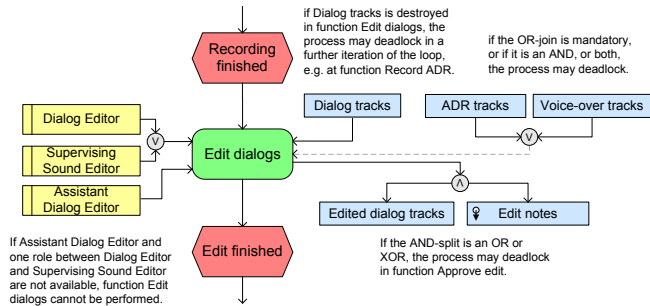 if Dialog tracks is destroyed
in function Edit dialogs, the
process may deadlock in a
further iteration of the loop,
e.g. at function Record ADR.
if the OR-join is mandatory,
or if it is an AND, or both,
the process may deadlock.
Recording
finished
Dialog tracks
ADR tracks
Voice-over tracks
Dialog Editor
Supervising
Sound Editor
Assistant
Dialog Editor
V
Edit dialogs
V
Λ
Edited dialog tracks
Edit notes
Edit finished
If Assistant Dialog Editor and
one role between Dialog Editor
and Supervising Sound Editor
are not available, function Edit
dialogs cannot be performed.
If the AND-split is an OR or
XOR, the process may deadlock
in function Approve edit.